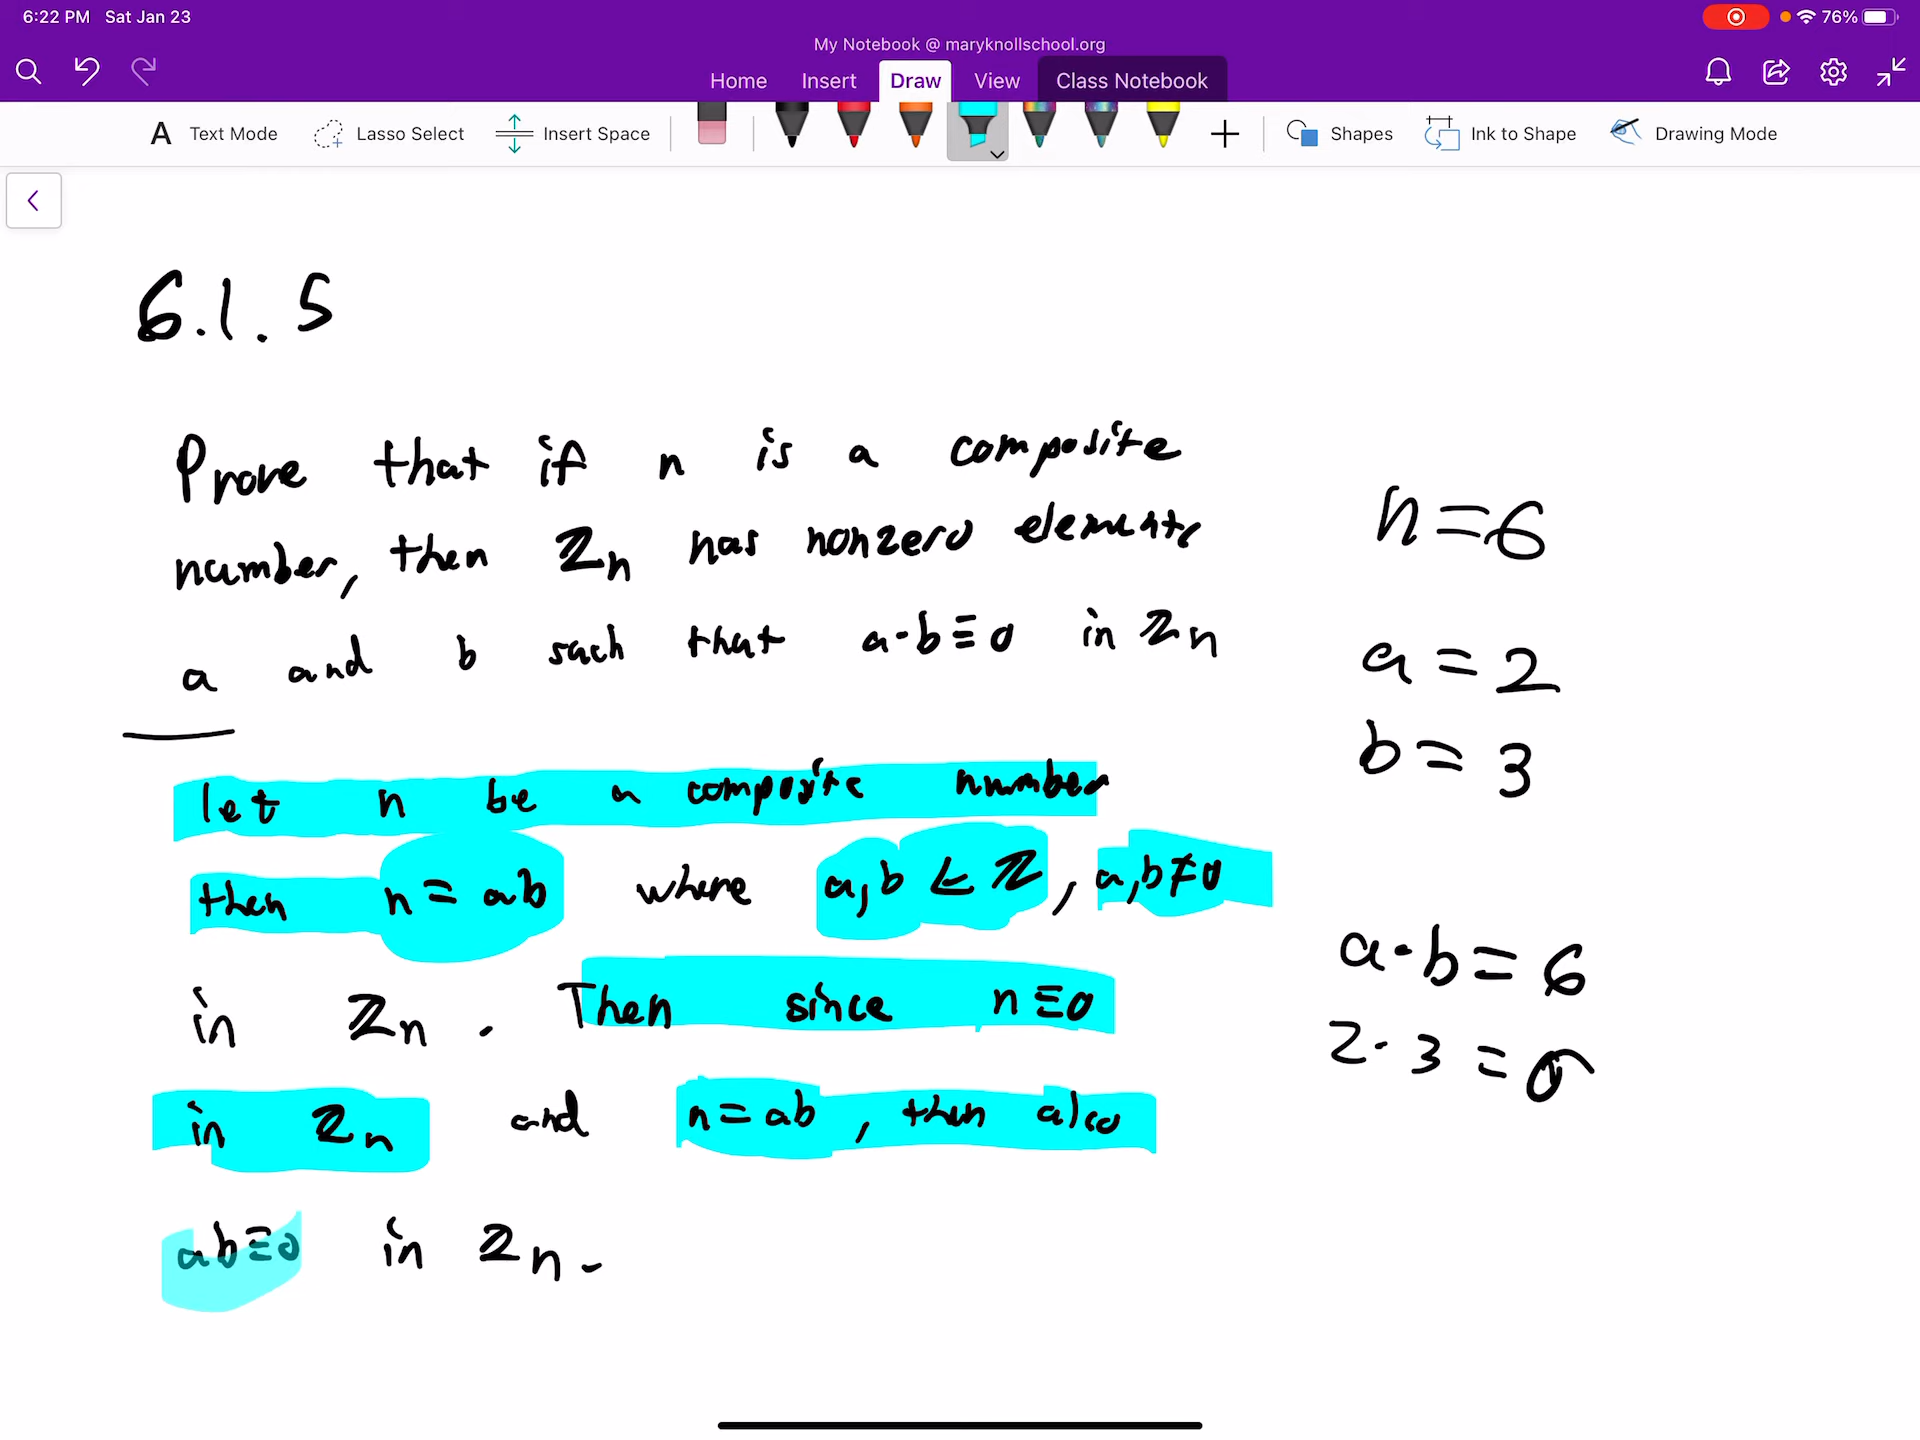 6:22 PM Sat Jan 23
76%
My Notebook @ maryknollschool.org
Home Insert Draw View Class Notebook
A Text Mode Lasso Select Insert Space Shapes Ink to Shape Drawing Mode
6.1.5
Prove that if n is a composite
number, then ℤn has nonzero elements
a and b such that a·b≡0 in ℤn
let n be a composite number
then n = ab where a,b ∈ ℤ, a,b≠0
in ℤn. Then since n≡0
in ℤn and n=ab, then also
ab≡0 in ℤn.
n=6
a=2
b=3
a·b=6
2·3=0